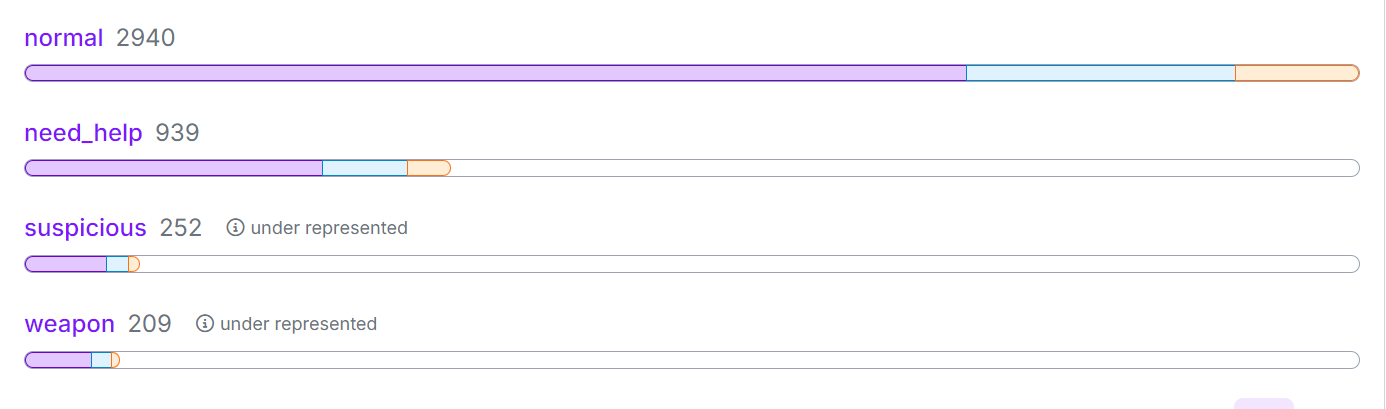 normal 2940
need_help 939
suspicious 252 under represented
weapon 209 under represented